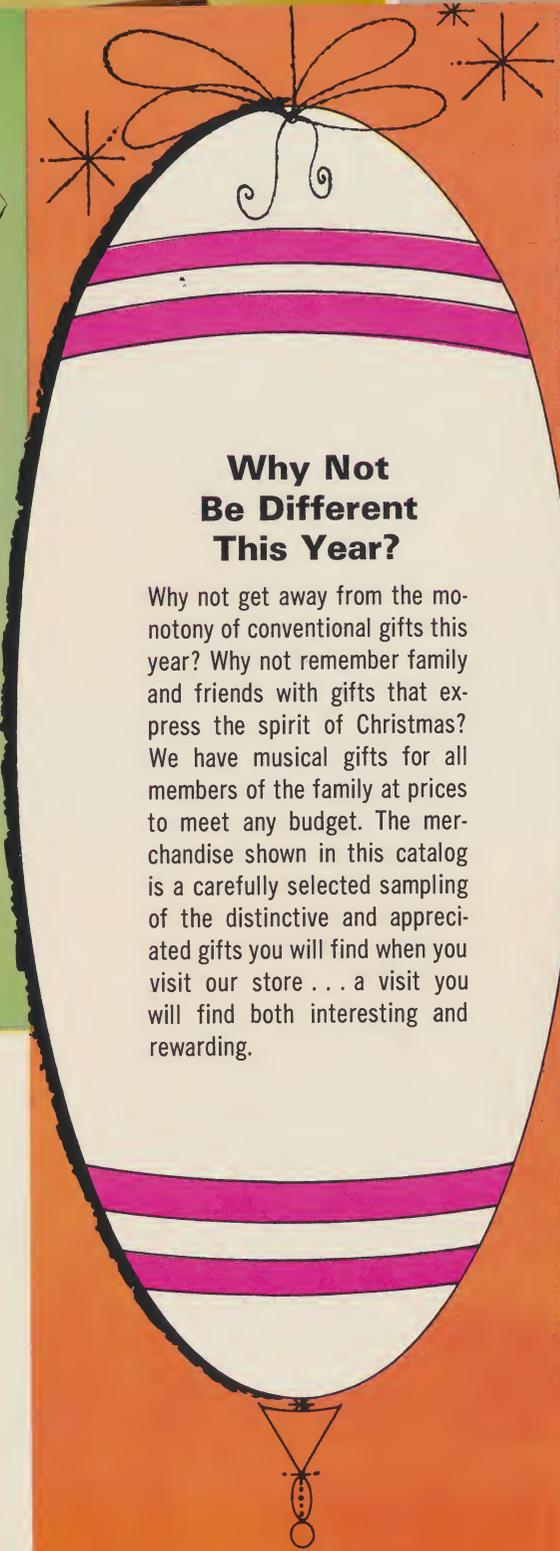 Why Not
Be Different
This Year?
Why not get away from the mo-
notony of conventional gifts this
year? Why not remember family
and friends with gifts that ex-
press the spirit of Christmas?
We have musical gifts for all
members of the family at prices
to meet any budget. The mer-
chandise shown in this catalog
is a carefully selected sampling
of the distinctive and appreci-
ated gifts you will find when you
visit our store . . . a visit you
will find both interesting and
rewarding.